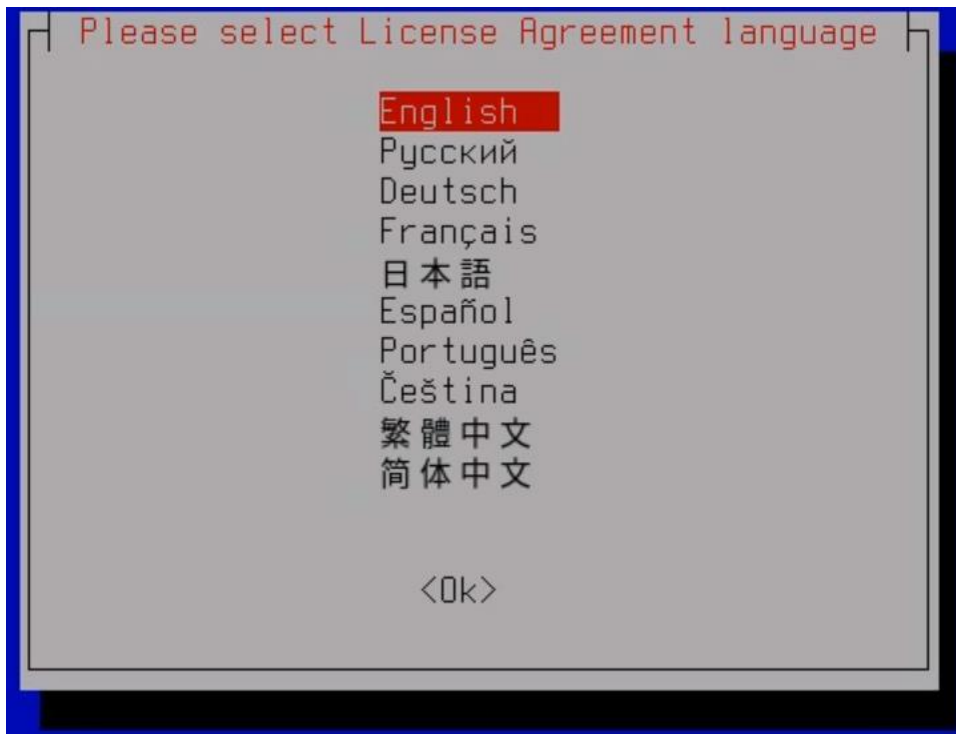 Please select License Agreement language
English
Русский
Deutsch
Français
日本語
Español
Português
Čeština
繁體中文
简体中文
<Ok>